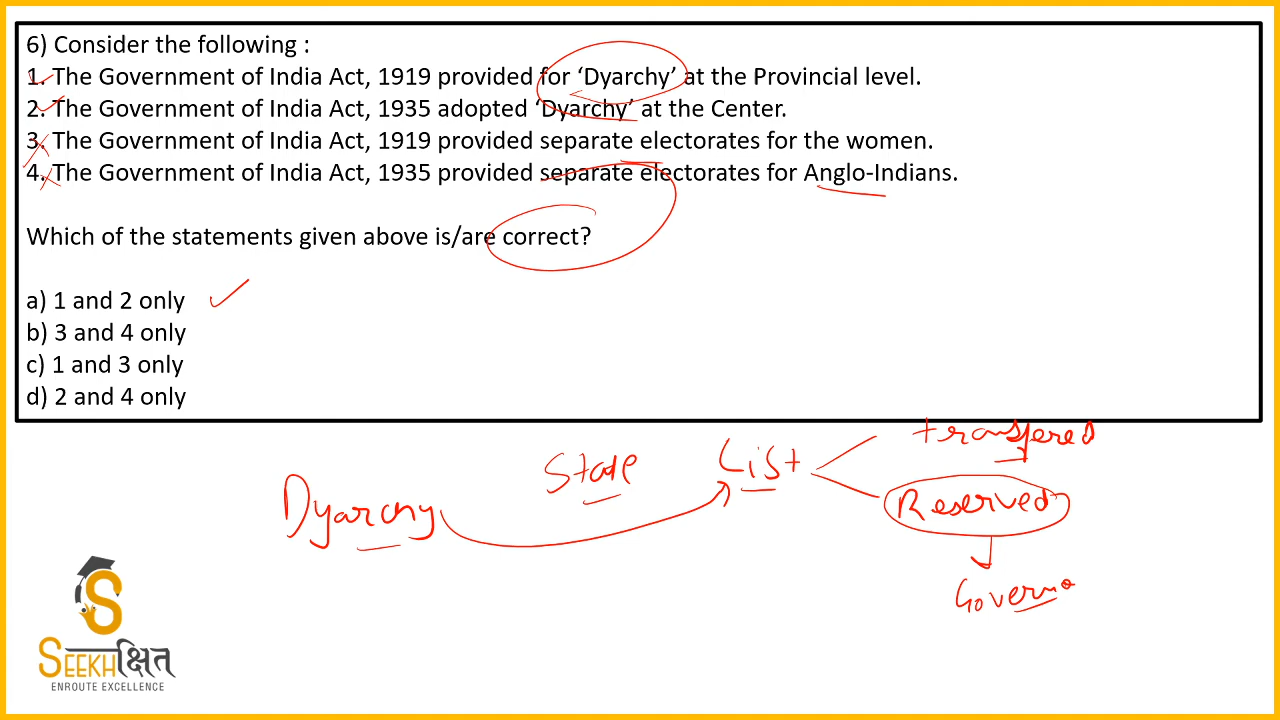 6) Consider the following :
1. The Government of India Act, 1919 provided for ‘Dyarchy’ at the Provincial level.
2. The Government of India Act, 1935 adopted ‘Dyarchy’ at the Center.
3. The Government of India Act, 1919 provided separate electorates for the women.
4. The Government of India Act, 1935 provided separate electorates for Anglo-Indians.
Which of the statements given above is/are correct?
a) 1 and 2 only
b) 3 and 4 only
c) 1 and 3 only
d) 2 and 4 only
transfered
State List
Dyarchy
Reserved
SEEKHक्षित
ENROUTE EXCELLENCE